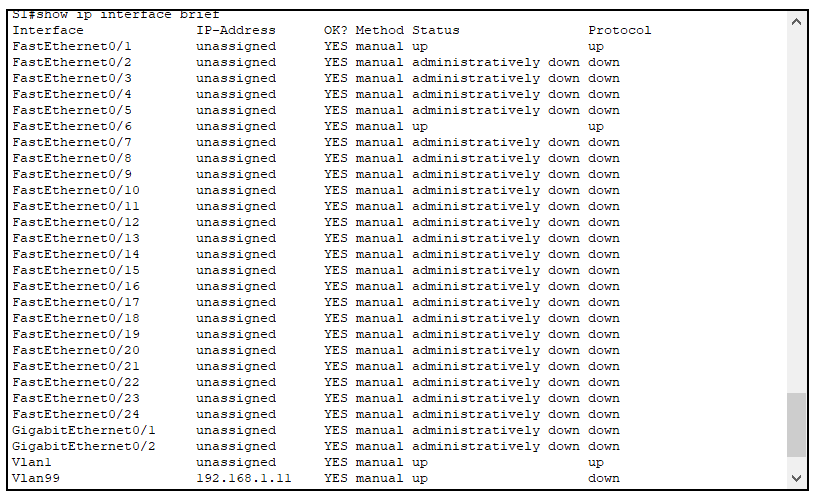 S1#show ip interface brief
Interface IP-Address OK? Method Status Protocol
FastEthernet0/1 unassigned YES manual up up
FastEthernet0/2 unassigned YES manual administratively down down
FastEthernet0/3 unassigned YES manual administratively down down
FastEthernet0/4 unassigned YES manual administratively down down
FastEthernet0/5 unassigned YES manual administratively down down
FastEthernet0/6 unassigned YES manual up up
FastEthernet0/7 unassigned YES manual administratively down down
FastEthernet0/8 unassigned YES manual administratively down down
FastEthernet0/9 unassigned YES manual administratively down down
FastEthernet0/10 unassigned YES manual administratively down down
FastEthernet0/11 unassigned YES manual administratively down down
FastEthernet0/12 unassigned YES manual administratively down down
FastEthernet0/13 unassigned YES manual administratively down down
FastEthernet0/14 unassigned YES manual administratively down down
FastEthernet0/15 unassigned YES manual administratively down down
FastEthernet0/16 unassigned YES manual administratively down down
FastEthernet0/17 unassigned YES manual administratively down down
FastEthernet0/18 unassigned YES manual administratively down down
FastEthernet0/19 unassigned YES manual administratively down down
FastEthernet0/20 unassigned YES manual administratively down down
FastEthernet0/21 unassigned YES manual administratively down down
FastEthernet0/22 unassigned YES manual administratively down down
FastEthernet0/23 unassigned YES manual administratively down down
FastEthernet0/24 unassigned YES manual administratively down down
GigabitEthernet0/1 unassigned YES manual administratively down down
GigabitEthernet0/2 unassigned YES manual administratively down down
Vlan1 unassigned YES manual up up
Vlan99 192.168.1.11 YES manual up down